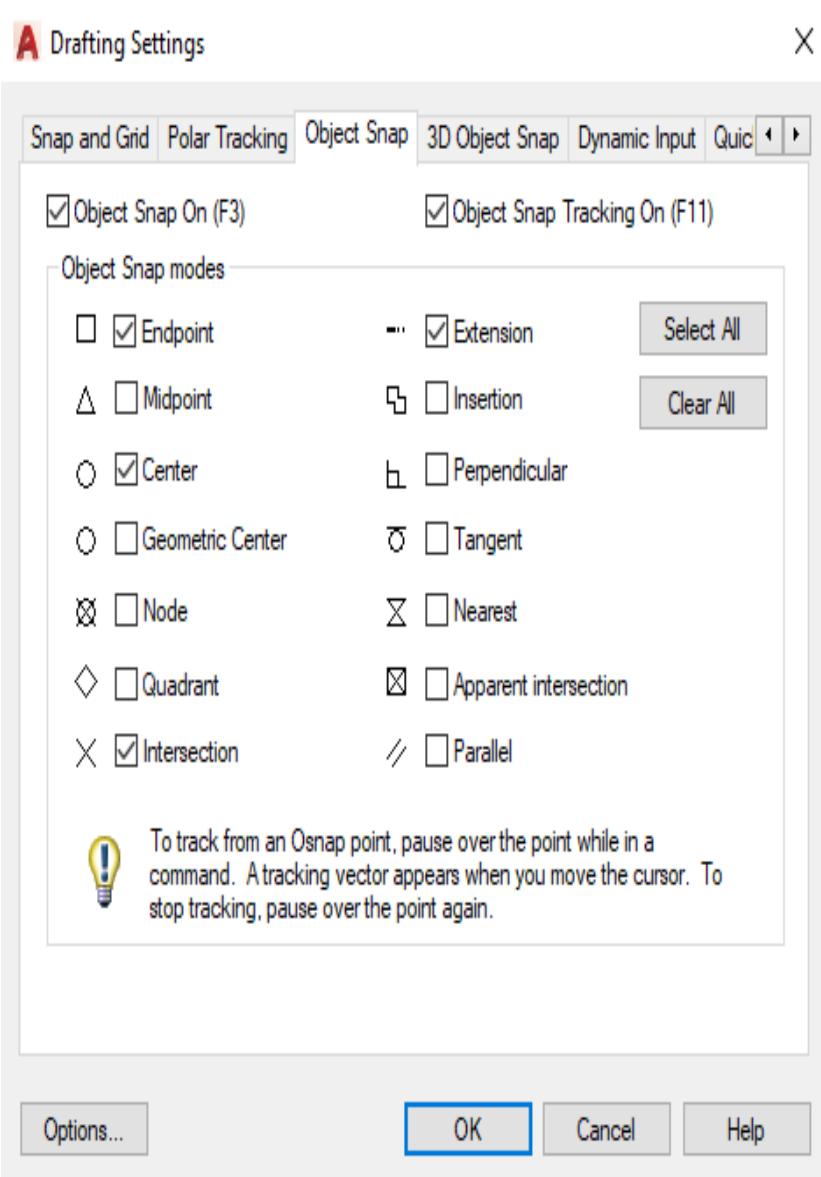 Drafting Settings
Snap and Grid Polar Tracking Object Snap 3D Object Snap Dynamic Input Quic
Object Snap On (F3) Object Snap Tracking On (F11)
Object Snap modes
Endpoint Extension Select All
Midpoint Insertion Clear All
Center Perpendicular
Geometric Center Tangent
Node Nearest
Quadrant Apparent intersection
Intersection Parallel
To track from an Osnap point, pause over the point while in a
command. A tracking vector appears when you move the cursor. To
stop tracking, pause over the point again.
Options... OK Cancel Help